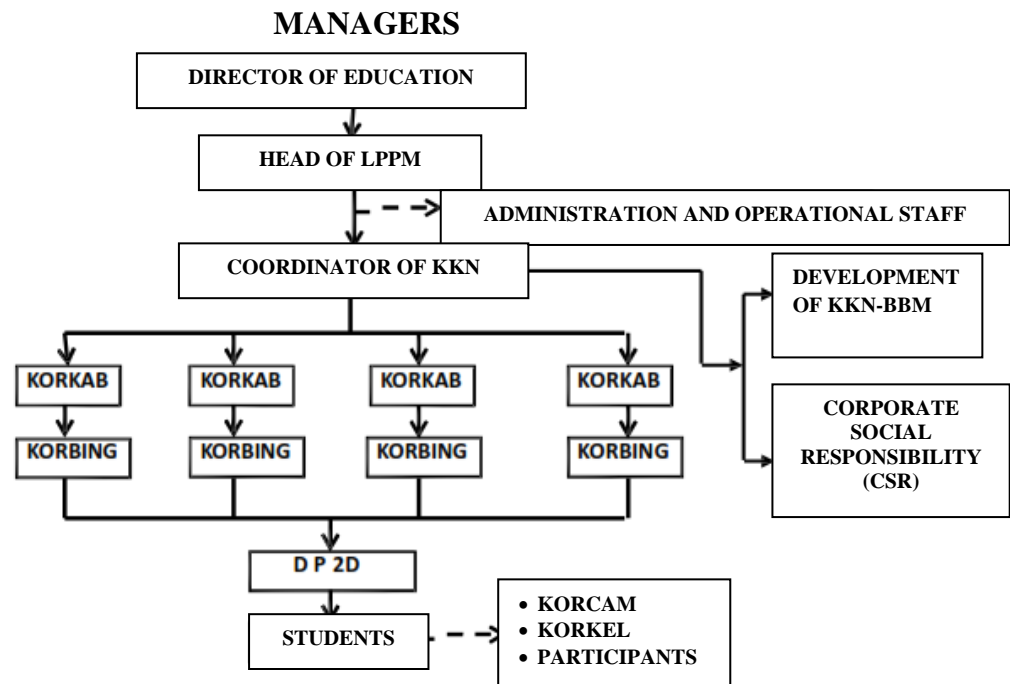 MANAGERS
DIRECTOR OF EDUCATION
HEAD OF LPPM
ADMINISTRATION AND OPERATIONAL STAFF
COORDINATOR OF KKN
DEVELOPMENT
OF KKN-BBM
KORKAB
KORKAB
KORKAB
KORKAB
KORBING
KORBING
KORBING
KORBING
CORPORATE
SOCIAL
RESPONSIBILITY
(CSR)
D P 2D
STUDENTS
• KORCAM
• KORKEL
• PARTICIPANTS